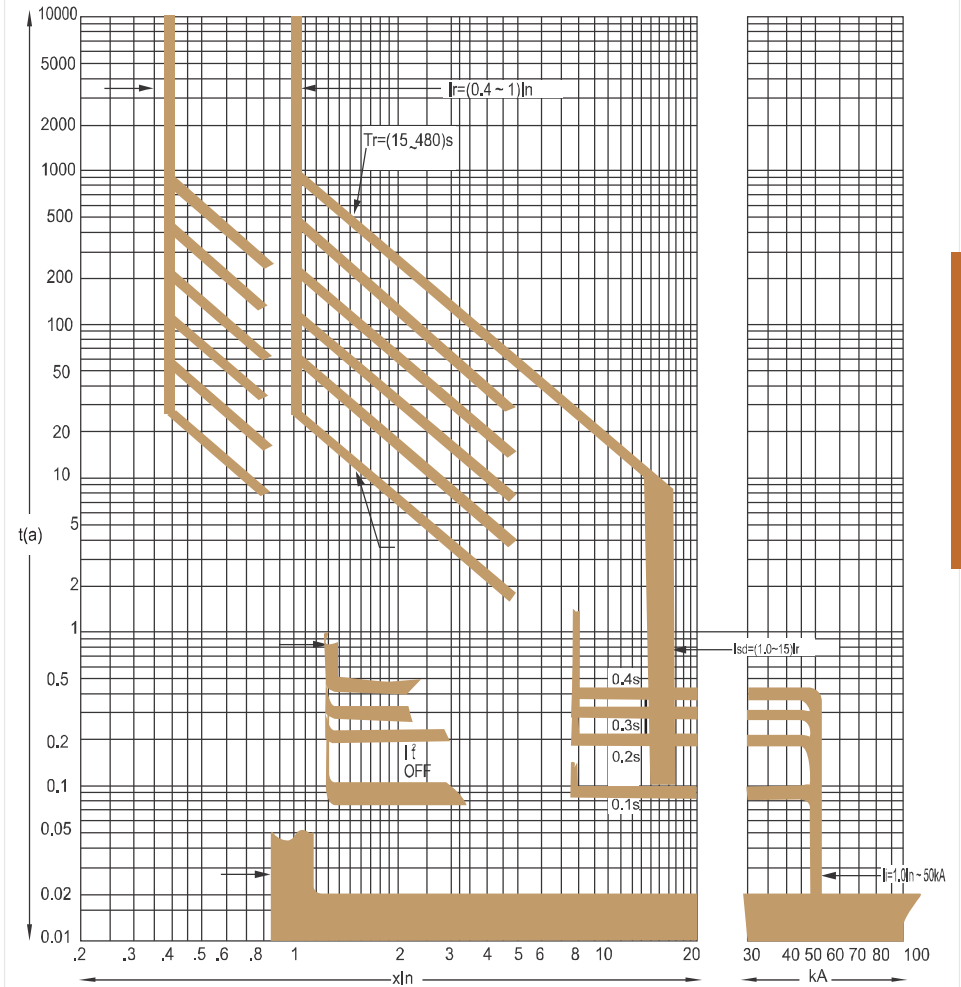 10000
5000
2000
1000
500
200
100
50
20
10
5
2
1
0.5
0.2
0.1
0.05
0.02
0.01
t(a)
Ir=(0.4 ~ 1)In
Tr=(15~480)s
Isd=(1.0~15)Ir
0.4s
0.3s
0.2s
0.1s
I²t
OFF
Ii=1.0In ~ 50kA
.2 .3 .4 .5 .6 .8 1 2 3 4 5 6 8 10 20
xIn
30 40 50 60 70 80 100
kA